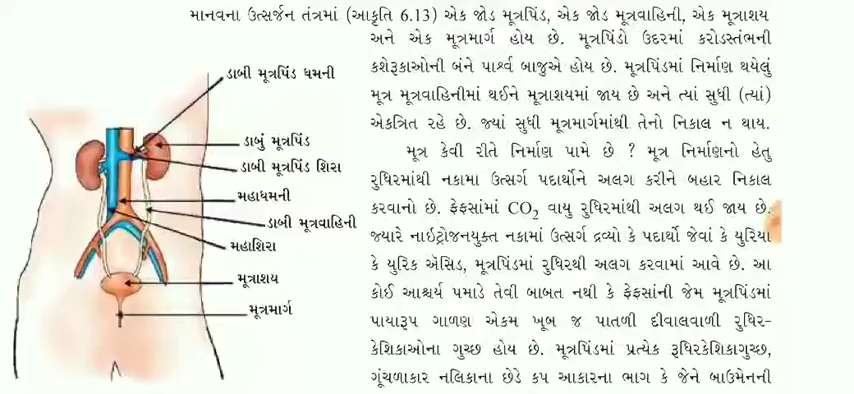 માનવના ઉત્સર્જન તંત્રમાં (આકૃતિ 6.13) એક જોડ મૂત્રપિંડ, એક જોડ મૂત્રવાહિની, એક મૂત્રાશય
અને એક મૂત્રમાર્ગ હોય છે. મૂત્રપિંડો ઉદરમાં કરોડસ્તંભની
કશેરૂકાઓની બંને પાર્શ્વ બાજુએ હોય છે. મૂત્રપિંડમાં નિર્માણ થયેલું
મૂત્ર મૂત્રવાહિનીમાં થઈને મૂત્રાશયમાં જાય છે અને ત્યાં સુધી (ત્યાં)
એકત્રિત રહે છે. જ્યાં સુધી મૂત્રમાર્ગમાંથી તેનો નિકાલ ન થાય.
મૂત્ર કેવી રીતે નિર્માણ પામે છે ? મૂત્ર નિર્માણનો હેતુ
રુધિરમાંથી નકામા ઉત્સર્ગ પદાર્થોને અલગ કરીને બહાર નિકાલ
કરવાનો છે. ફેફસાંમાં CO₂ વાયુ રુધિરમાંથી અલગ થઈ જાય છે.
જ્યારે નાઇટ્રોજનયુક્ત નકામાં ઉત્સર્ગ દ્રવ્યો કે પદાર્થો જેવાં કે યુરિયા
કે યુરિક ઍસિડ, મૂત્રપિંડમાં રુધિરથી અલગ કરવામાં આવે છે. આ
કોઈ આશ્ચર્ય પમાડે તેવી બાબત નથી કે ફેફસાંની જેમ મૂત્રપિંડમાં
પાયારૂપ ગાળણ એકમ ખૂબ જ પાતળી દીવાલવાળી રુધિર-
કેશિકાઓના ગુચ્છ હોય છે. મૂત્રપિંડમાં પ્રત્યેક રૂધિરકેશિકાગુચ્છ,
ગૂંચળાકાર નલિકાના છેડે કપ આકારના ભાગ કે જેને બાઉમેનની
ડાબી મૂત્રપિંડ ધમની
ડાબું મૂત્રપિંડ
ડાબી મૂત્રપિંડ શિરા
મહાધમની
ડાબી મૂત્રવાહિની
મહાશિરા
મૂત્રાશય
મૂત્રમાર્ગ